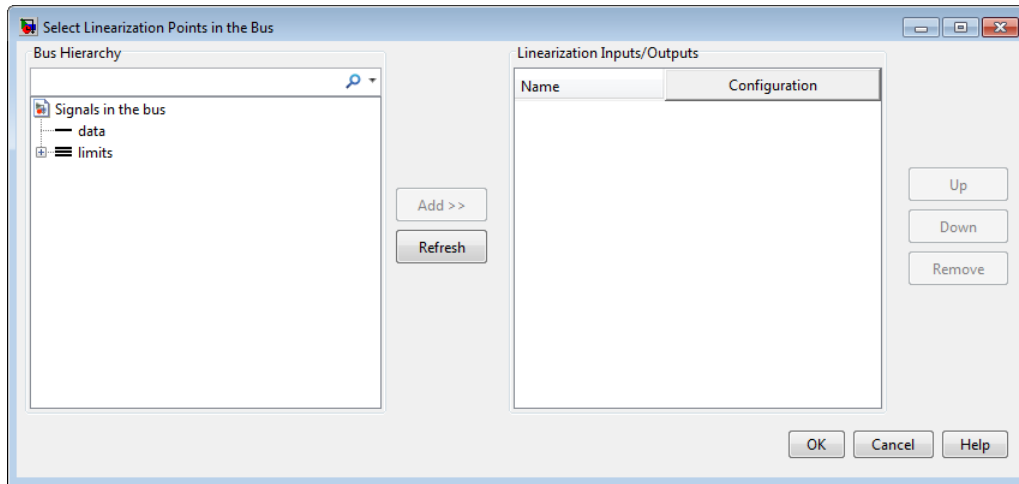 Select Linearization Points in the Bus
Bus Hierarchy
Signals in the bus
data
limits
Add >>
Refresh
Linearization Inputs/Outputs
Name Configuration
Up
Down
Remove
OK Cancel Help